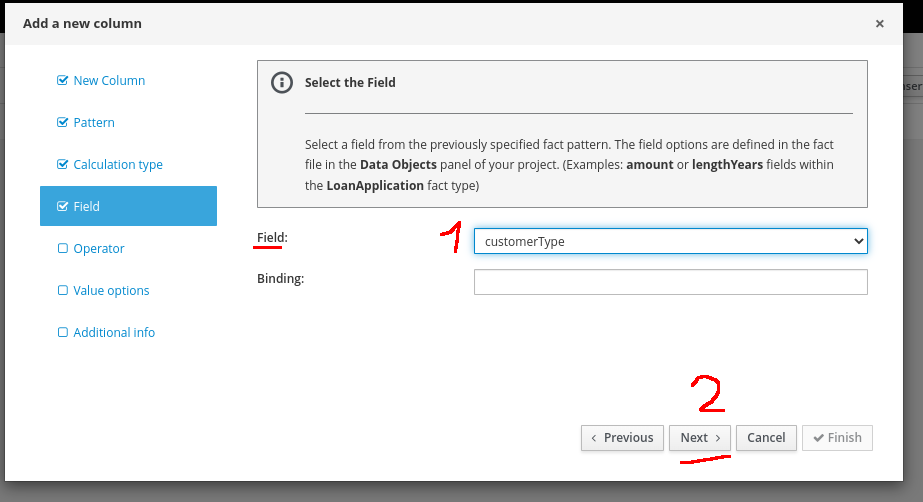 Add a new column
×
New Column
Pattern
Calculation type
Field
Operator
Value options
Additional info
Select the Field
Select a field from the previously specified fact pattern. The field options are defined in the fact
file in the Data Objects panel of your project. (Examples: amount or lengthYears fields within
the LoanApplication fact type)
Field:
1
customerType
Binding:
2
Previous
Next
Cancel
Finish